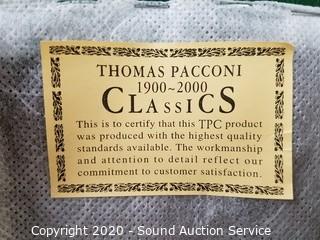 THOMAS PACCONI
1900~2000
CLASSICS
This is to certify that this TPC product
was produced with the highest quality
standards available. The workmanship
and attention to detail reflect our
commitment to customer satisfaction.
Copyright 2020 - Sound Auction Service